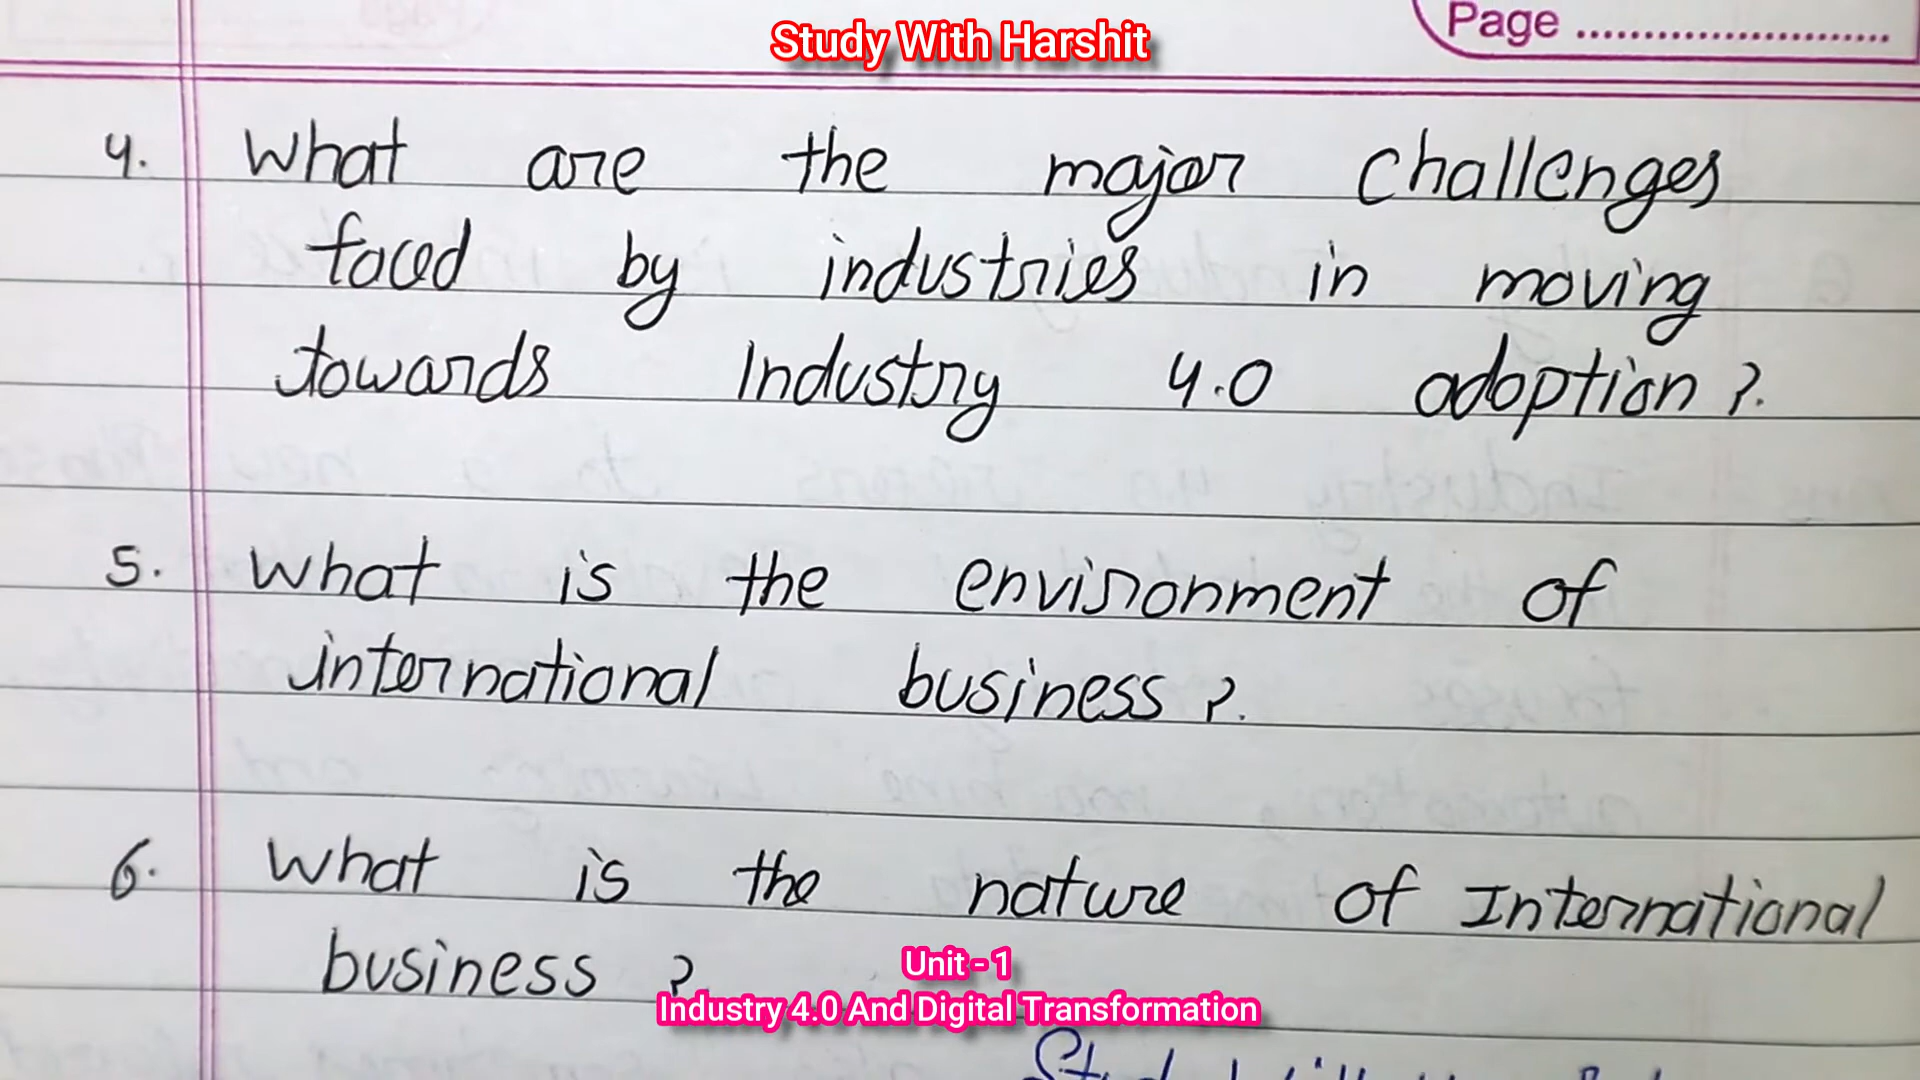 Study With Harshit
Page
4. What are the major challenges
faced by industries in moving
towards Industry 4.0 adoption?
5. What is the environment of
international business?
6. What is the nature of International
business?
Unit - 1
Industry 4.0 And Digital Transformation